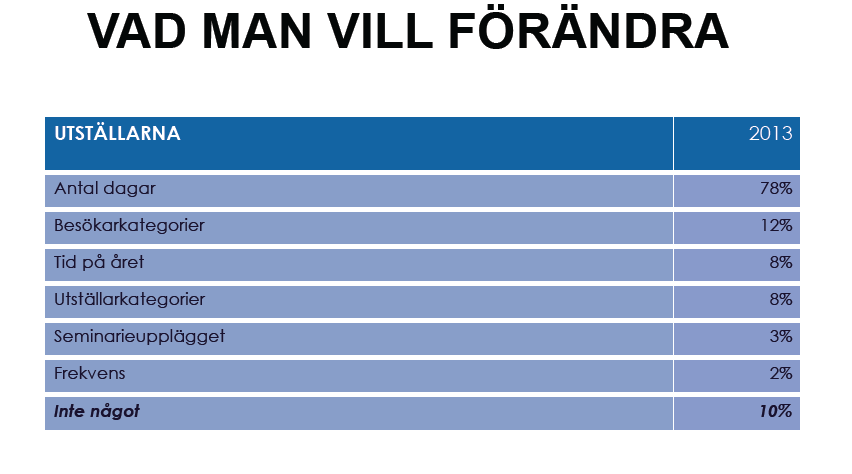 VAD MAN VILL FÖRÄNDRA
UTSTÄLLARNA 2013
Antal dagar 78%
Besökarkategorier 12%
Tid på året 8%
Utställarkategorier 8%
Seminarieupplägget 3%
Frekvens 2%
Inte något 10%